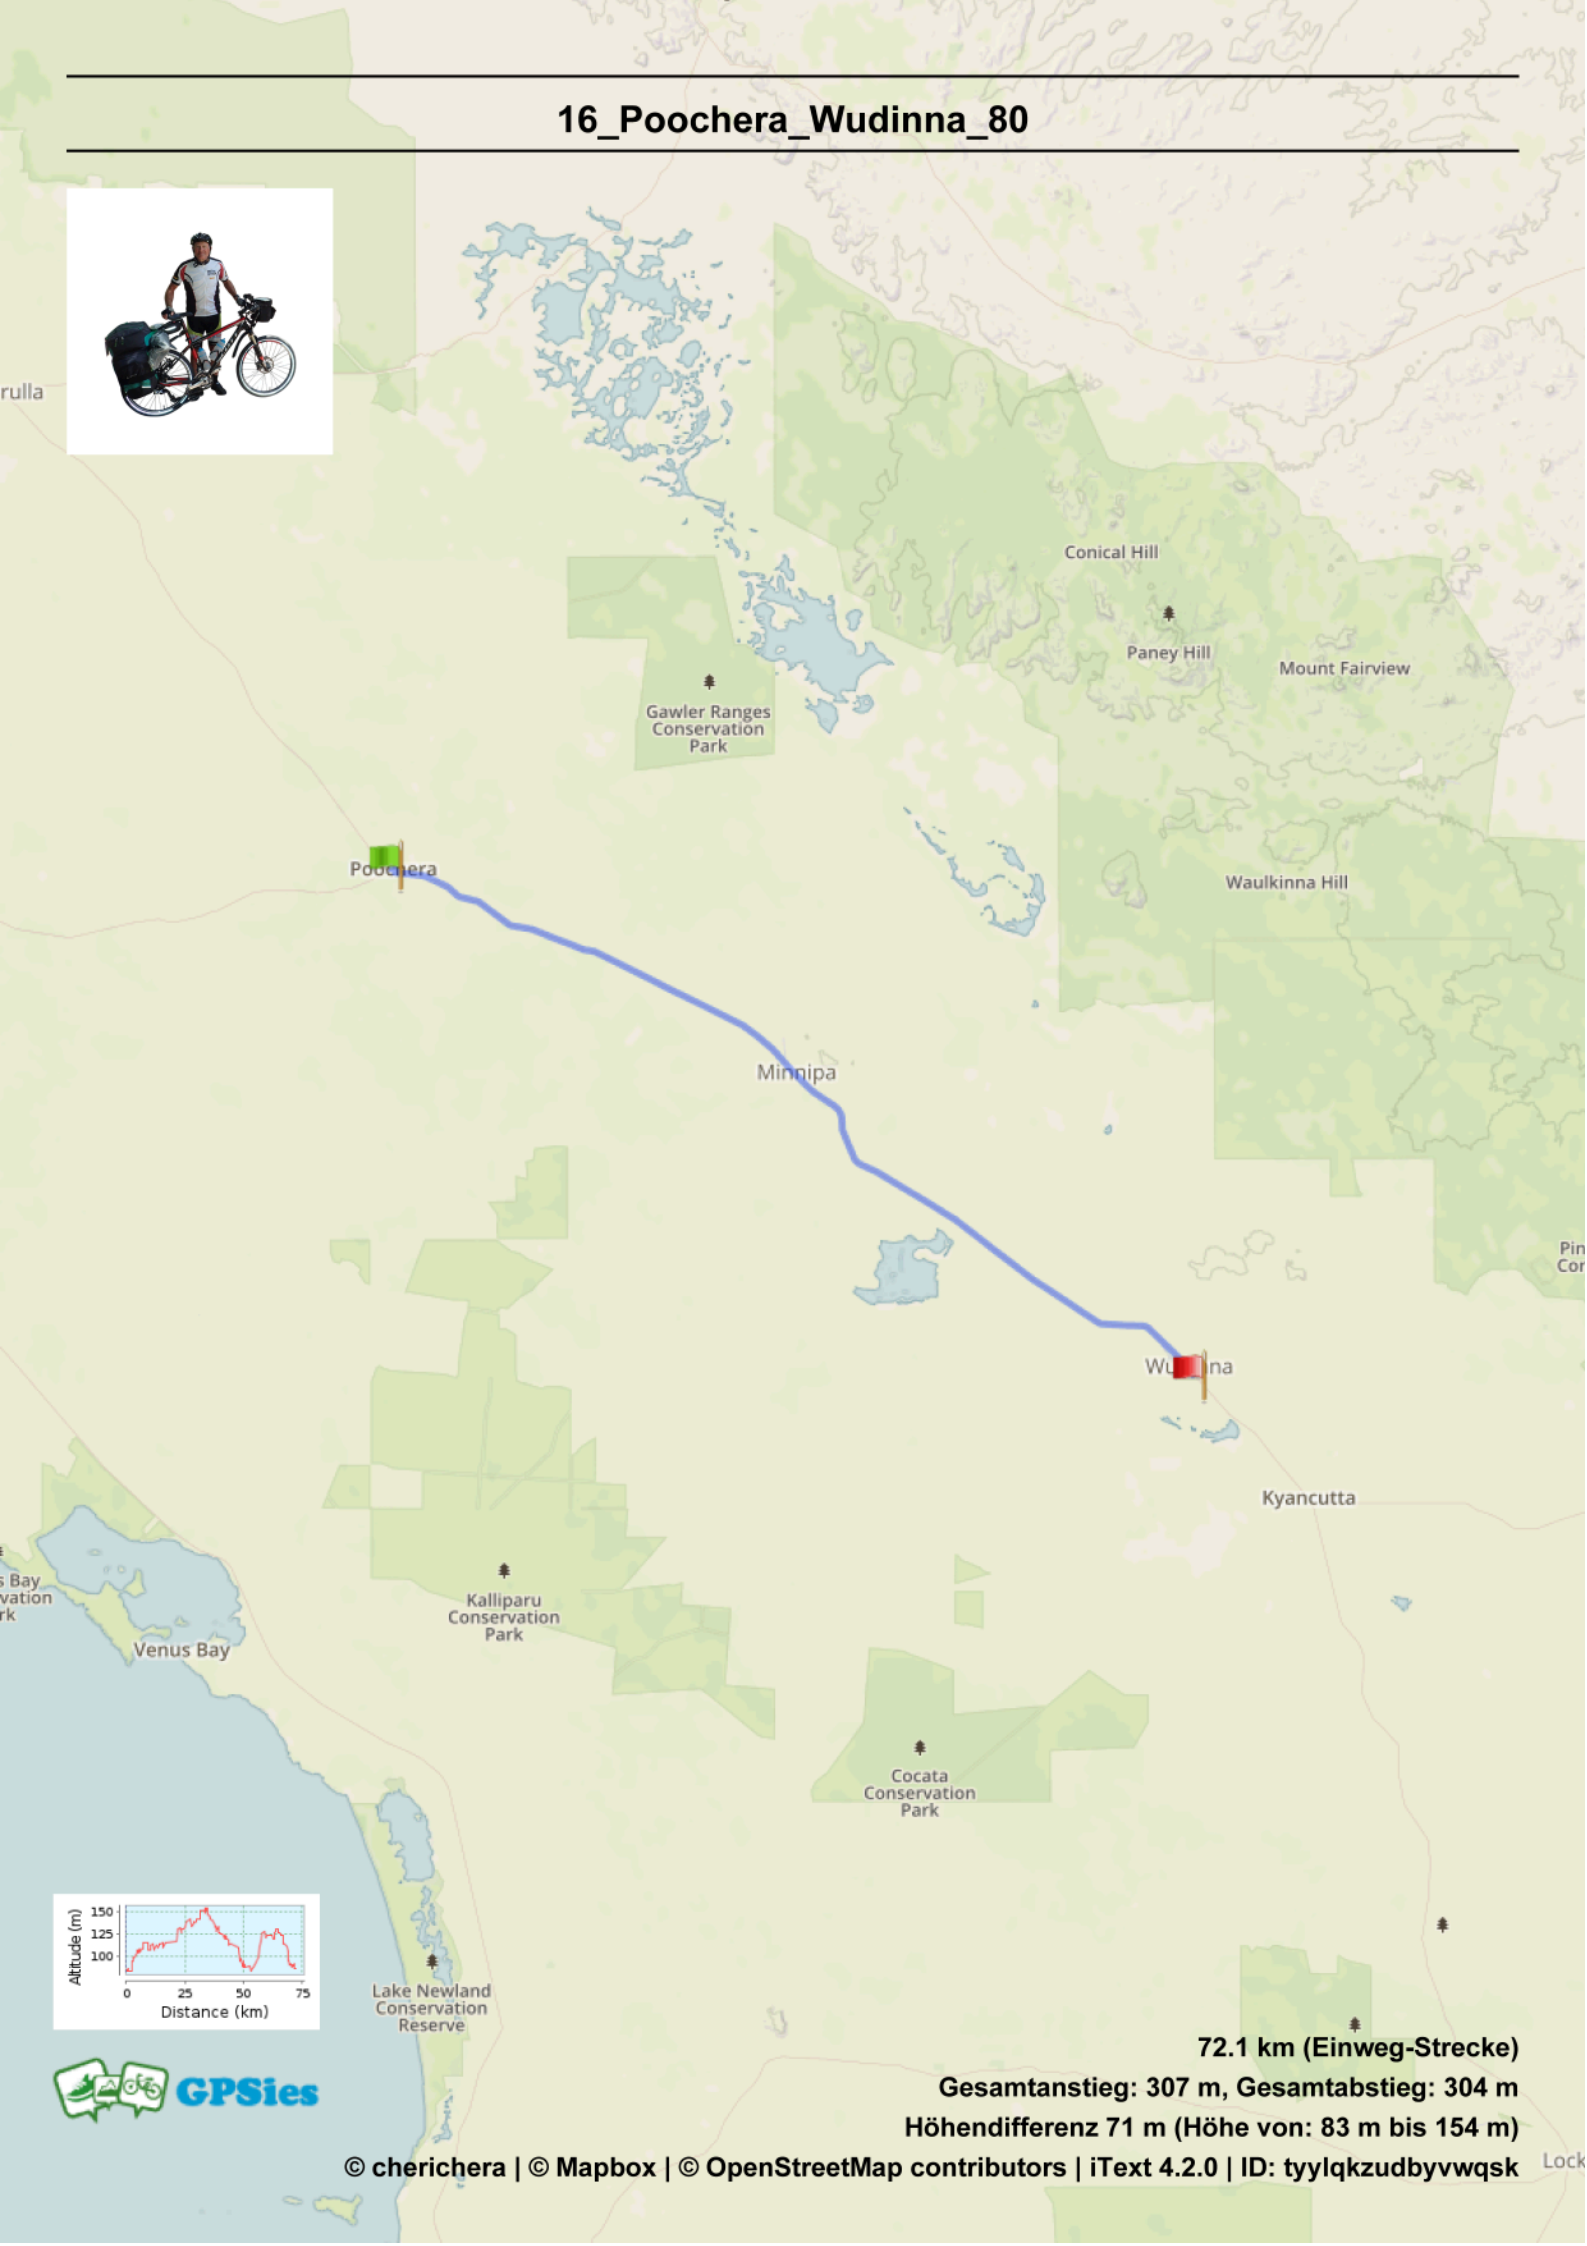 16_Poochera_Wudinna_80
rulla
Conical Hill
Paney Hill
Mount Fairview
Gawler Ranges
Conservation
Park
Poochera
Waulkinna Hill
Minnipa
Pin
Cor
Wu na
Kyancutta
s Bay
vation
rk
Kalliparu
Conservation
Park
Venus Bay
Cocata
Conservation
Park
Altitude (m)
150
125
100
0 25 50 75
Distance (km)
Lake Newland
Conservation
Reserve
GPSies
72.1 km (Einweg-Strecke)
Gesamtanstieg: 307 m, Gesamtabstieg: 304 m
Höhendifferenz 71 m (Höhe von: 83 m bis 154 m)
Lock
© cherichera | © Mapbox | © OpenStreetMap contributors | iText 4.2.0 | ID: tyylqkzudbyvwqsk